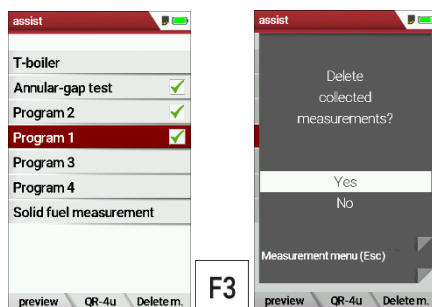 assist
T-boiler
Annular-gap test
Program 2
Program 1
Program 3
Program 4
Solid fuel measurement
preview QR-4u Delete m.
F3
assist
Delete
collected
measurements?
Yes
No
Measurement menu (Esc)
preview QR-4u Delete m.